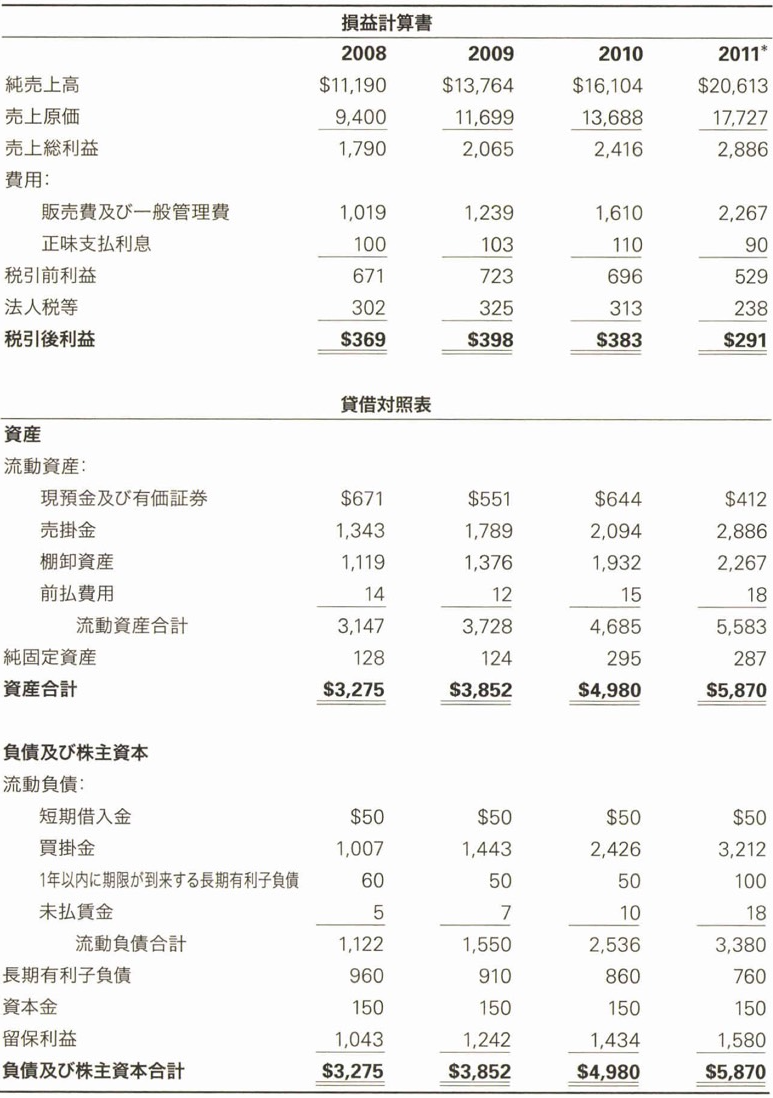 損益計算書
2008 2009 2010 2011*
純売上高 $11,190 $13,764 $16,104 $20,613
売上原価 9,400 11,699 13,688 17,727
売上総利益 1,790 2,065 2,416 2,886
費用:
販売費及び一般管理費 1,019 1,239 1,610 2,267
正味支払利息 100 103 110 90
税引前利益 671 723 696 529
法人税等 302 325 313 238
税引後利益 $369 $398 $383 $291
貸借対照表
資産
流動資産:
現預金及び有価証券 $671 $551 $644 $412
売掛金 1,343 1,789 2,094 2,886
棚卸資産 1,119 1,376 1,932 2,267
前払費用 14 12 15 18
流動資産合計 3,147 3,728 4,685 5,583
純固定資産 128 124 295 287
資産合計 $3,275 $3,852 $4,980 $5,870
負債及び株主資本
流動負債:
短期借入金 $50 $50 $50 $50
買掛金 1,007 1,443 2,426 3,212
1年以内に期限が到来する長期有利子負債 60 50 50 100
未払賃金 5 7 10 18
流動負債合計 1,122 1,550 2,536 3,380
長期有利子負債 960 910 860 760
資本金 150 150 150 150
留保利益 1,043 1,242 1,434 1,580
負債及び株主資本合計 $3,275 $3,852 $4,980 $5,870